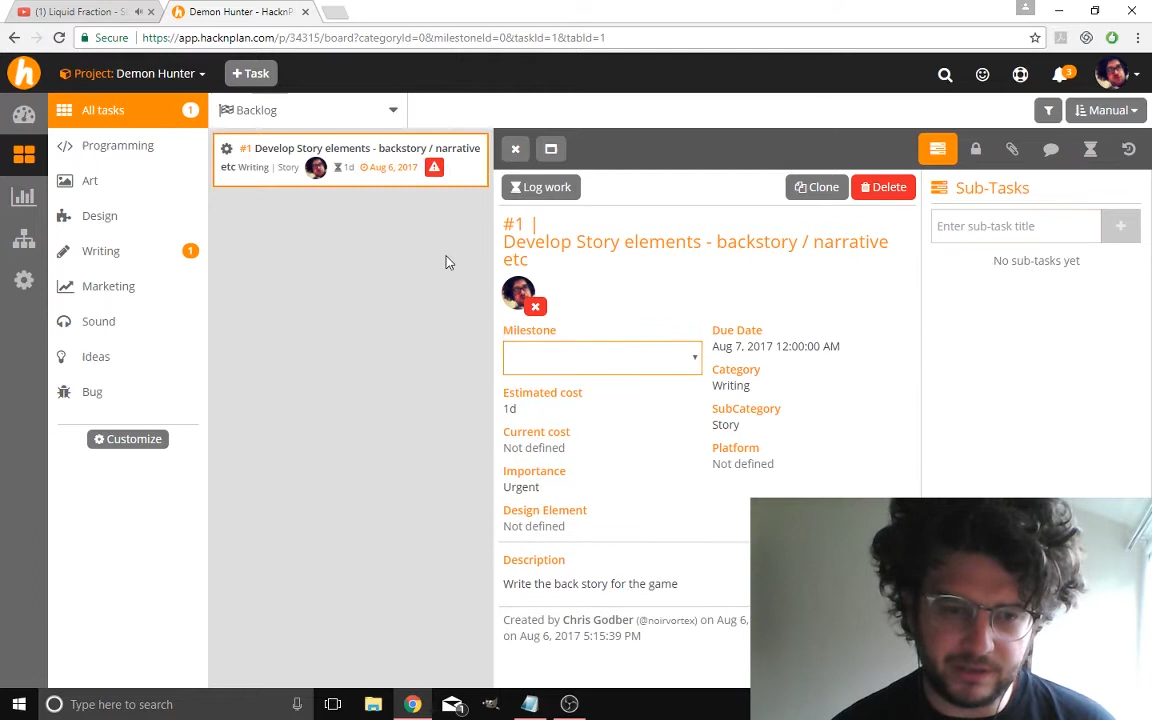 (1) Liquid Fraction - S
Demon Hunter - HacknP
Secure
https://app.hacknplan.com/p/34315/board?categoryId=0&milestoneId=0&taskId=1&tabId=1
h
Project: Demon Hunter
+ Task
3
All tasks
1
Backlog
Manual
Programming
Art
Design
Writing
1
Marketing
Sound
Ideas
Bug
Customize
#1 Develop Story elements - backstory / narrative
etc Writing | Story
1d
Aug 6, 2017
Log work
Clone
Delete
#1 |
Develop Story elements - backstory / narrative
etc
Milestone
Due Date
Aug 7, 2017 12:00:00 AM
Category
Writing
Estimated cost
1d
SubCategory
Story
Current cost
Not defined
Platform
Not defined
Importance
Urgent
Design Element
Not defined
Description
Write the back story for the game
Created by Chris Godber (@noirvortex) on Aug 6,
on Aug 6, 2017 5:15:39 PM
Sub-Tasks
Enter sub-task title
+
No sub-tasks yet
Type here to search
1